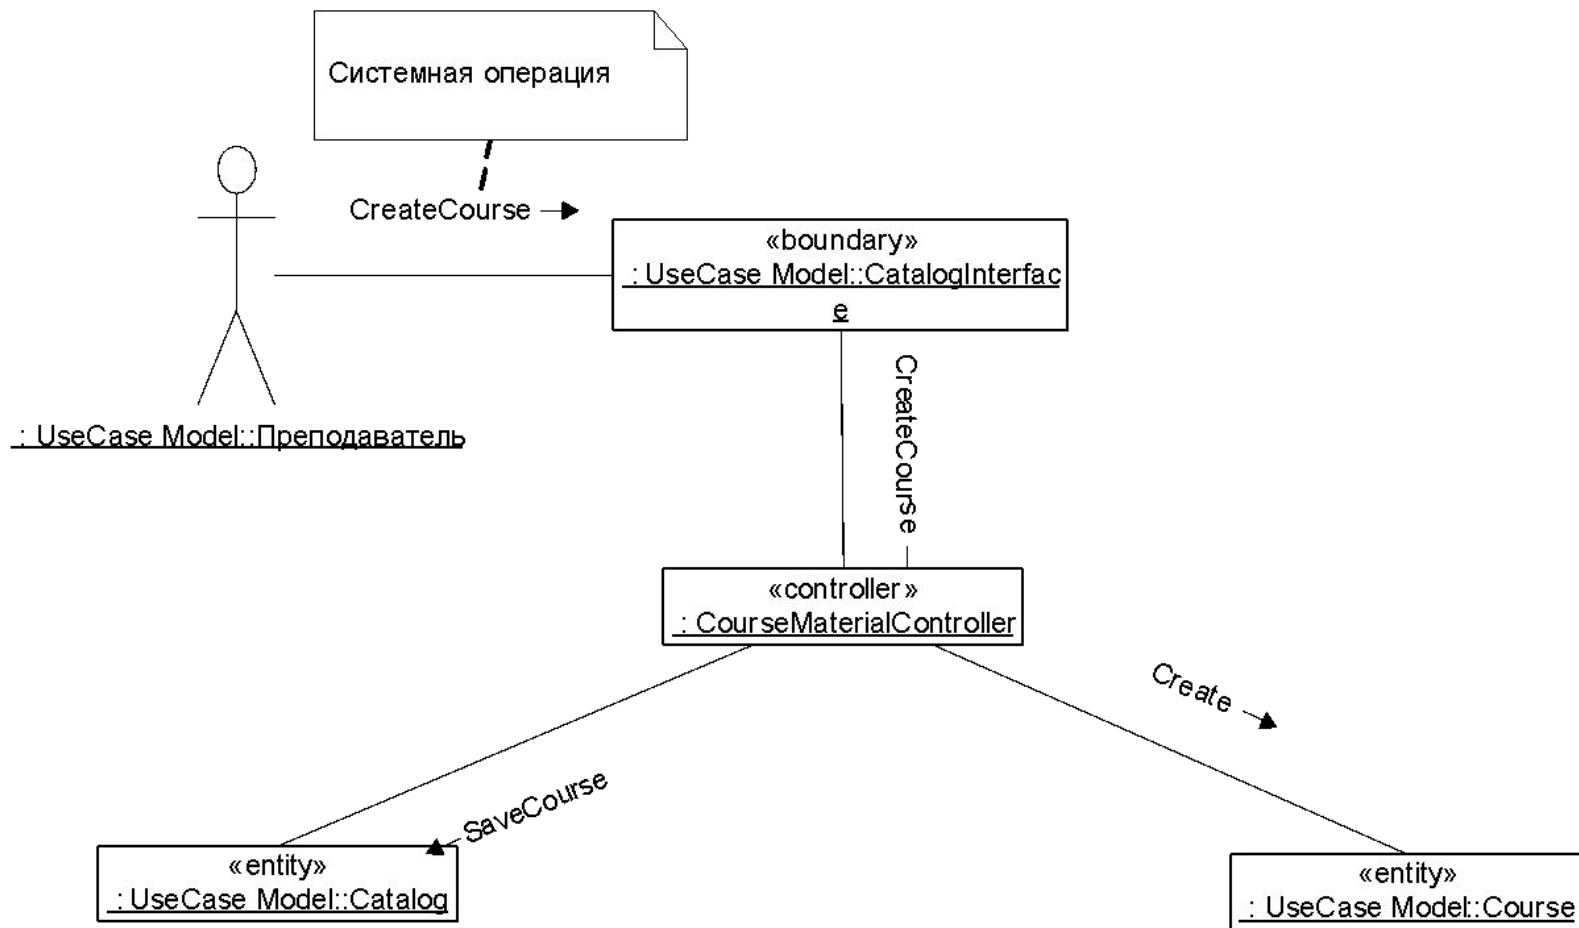 Системная операция
CreateCourse
«boundary»
: UseCase Model::CatalogInterfac
e
: UseCase Model::Преподаватель
CreateCourse
«controller»
: CourseMaterialController
Create
SaveCourse
«entity»
: UseCase Model::Catalog
«entity»
: UseCase Model::Course